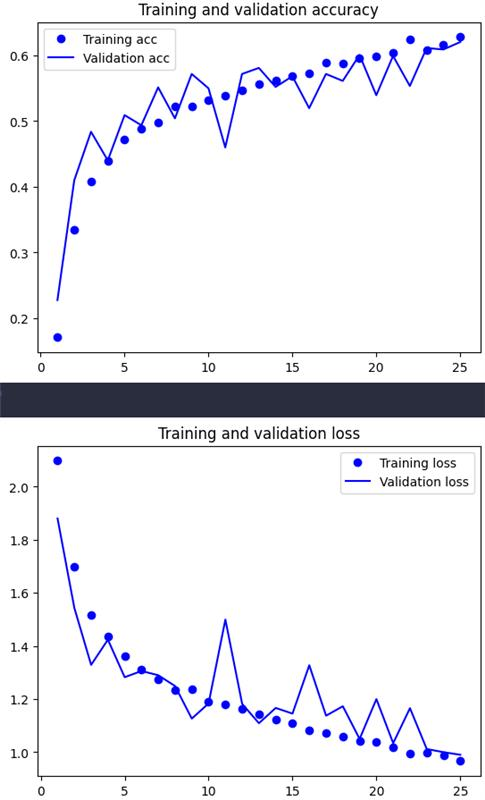 Training and validation accuracy
Training acc
Validation acc
0.6
0.5
0.4
0.3
0.2
0 5 10 15 20 25
Training and validation loss
Training loss
Validation loss
2.0
1.8
1.6
1.4
1.2
1.0
0 5 10 15 20 25